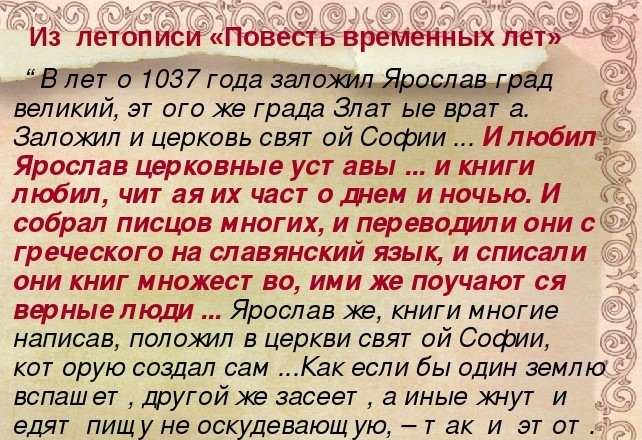 Из летописи «Повесть временных лет»
“ В лет о 1037 года заложил Ярослав град
великий, эт ого же града Злат ые врат а.
Заложил и церковь свят ой Софии ... И любил
Ярослав церковные уст авы ... и книги
любил, чит ая их част о днем и ночью. И
собрал писцов многих, и переводили они с
греческого на славянский язык, и списали
они книг множест во, ими же поучают ся
верные люди ... Ярослав же, книги многие
написав, положил в церкви свят ой Софии,
кот орую создал сам ...Как если бы один землю
вспашет , другой же засеет , а иные жнут и
едят пищу не оскудевающую, – т ак и эт от .